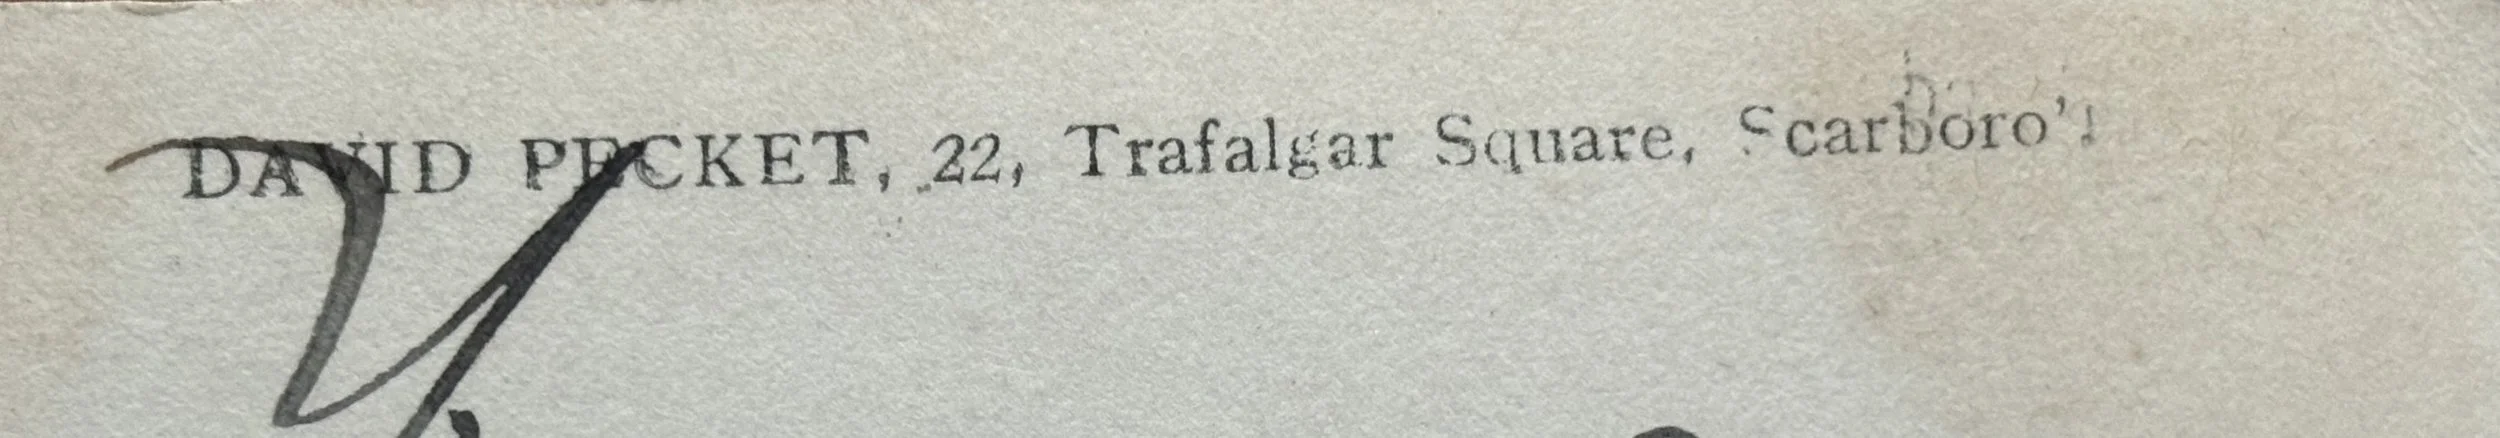 DAVID PECKET, 22, Trafalgar Square, Scarboro'.